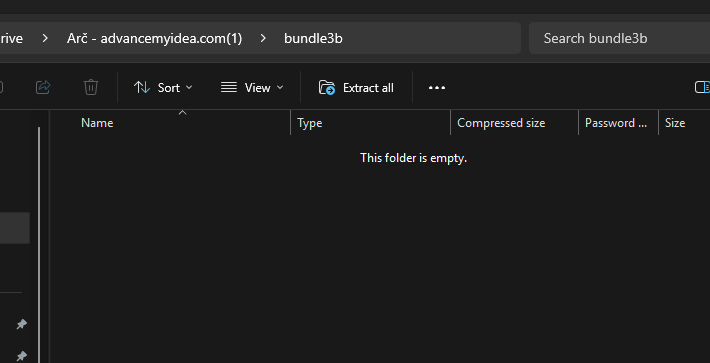 rive > Arč - advancemyidea.com(1) > bundle3b Search bundle3b
Sort View Extract all ...
Name Type Compressed size Password ... Size
This folder is empty.